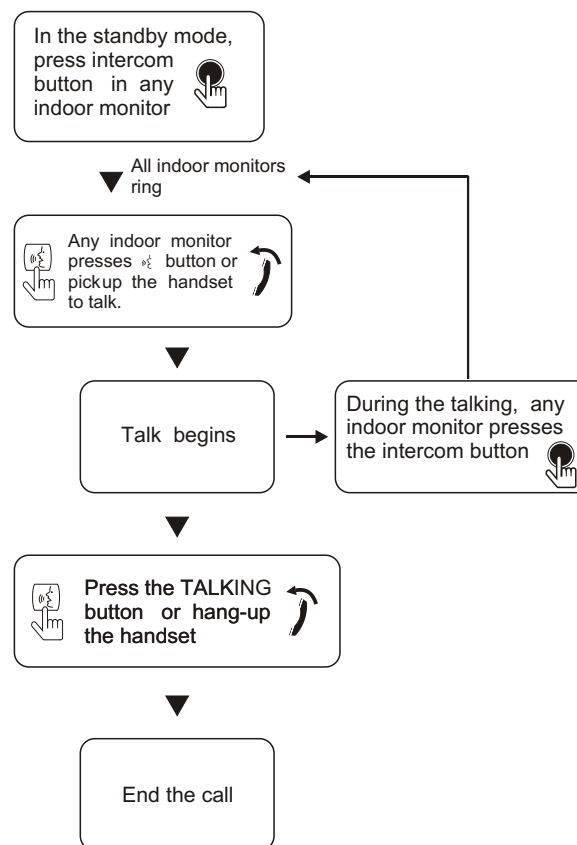 In the standby mode,
press intercom
button in any
indoor monitor
All indoor monitors
ring
Any indoor monitor
presses button or
pickup the handset
to talk.
Talk begins
During the talking, any
indoor monitor presses
the intercom button
Press the TALKING
button or hang-up
the handset
End the call